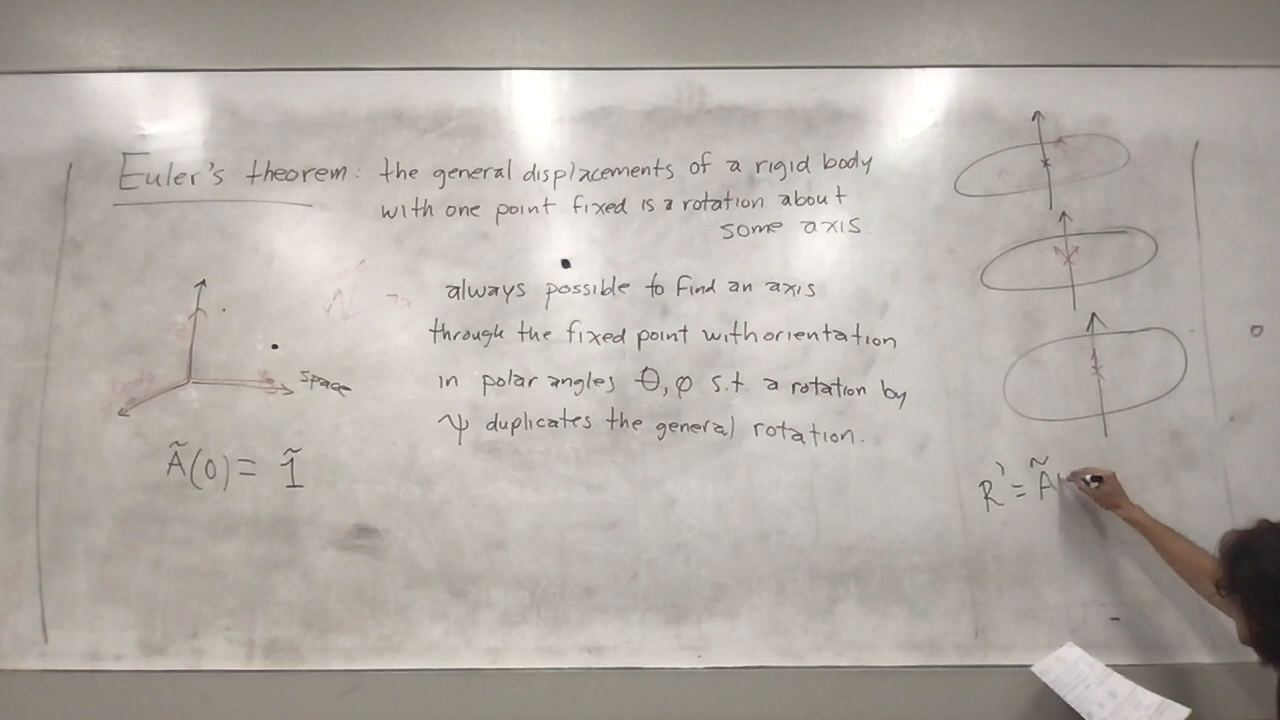 Euler's theorem: the general displacements of a rigid body
with one point fixed is a rotation about
some axis.
always possible to find an axis
through the fixed point with orientation
in polar angles θ, φ s.t. a rotation by
ψ duplicates the general rotation.
space
body
Ã(0) = 1̃
R' = Ã